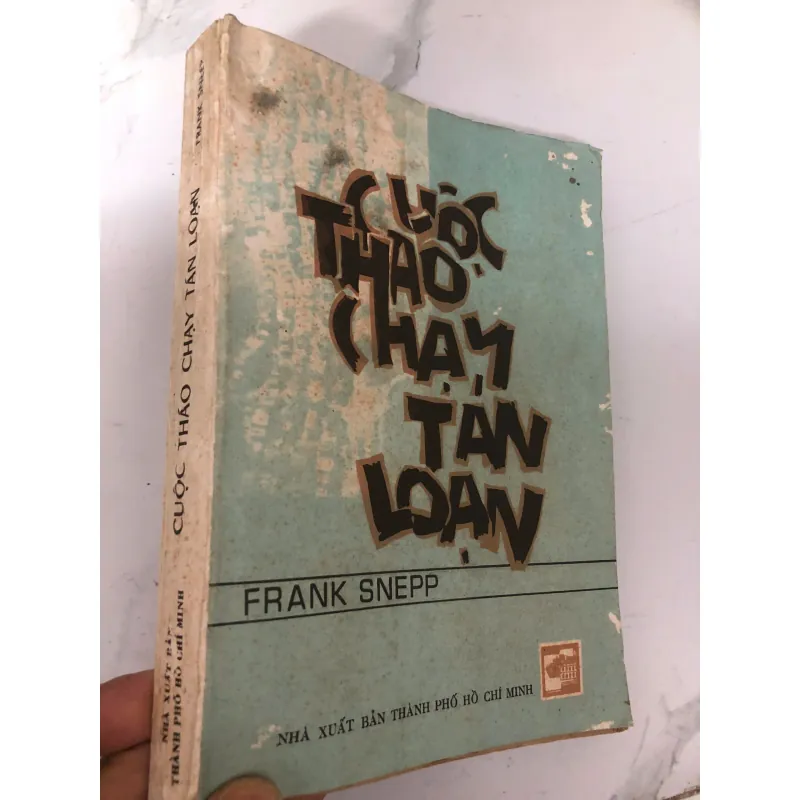 CUỘC
THÁO
CHẠY
TÁN
LOẠN
FRANK SNEPP
NHÀ XUẤT BẢN THÀNH PHỐ HỒ CHÍ MINH
FRANK SNEPP
CUỘC THÁO CHẠY TÁN LOẠN
NHÀ XUẤT BẢN
THÀNH PHỐ HỒ CHÍ MINH